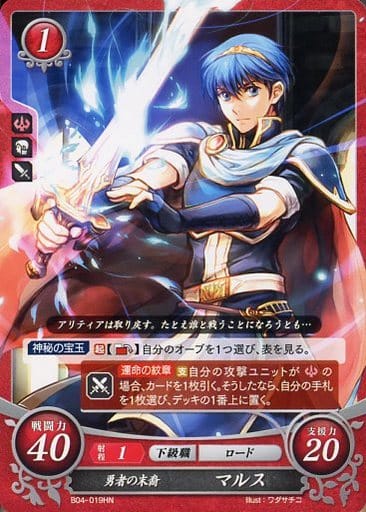 1
アリティアは取り戻す。たとえ誰と戦うことになろうとも…
神秘の宝玉 起【 】自分のオーブを1つ選び、表を見る。
運命の紋章 支 自分の攻撃ユニットが の
場合、カードを1枚引く。そうしたなら、自分の手札
を1枚選び、デッキの1番上に置く。
戦闘力 40
射程 1 下級職 ロード
支援力 20
勇者の末裔 マルス
B04-019HN Illust:ワダサチコ